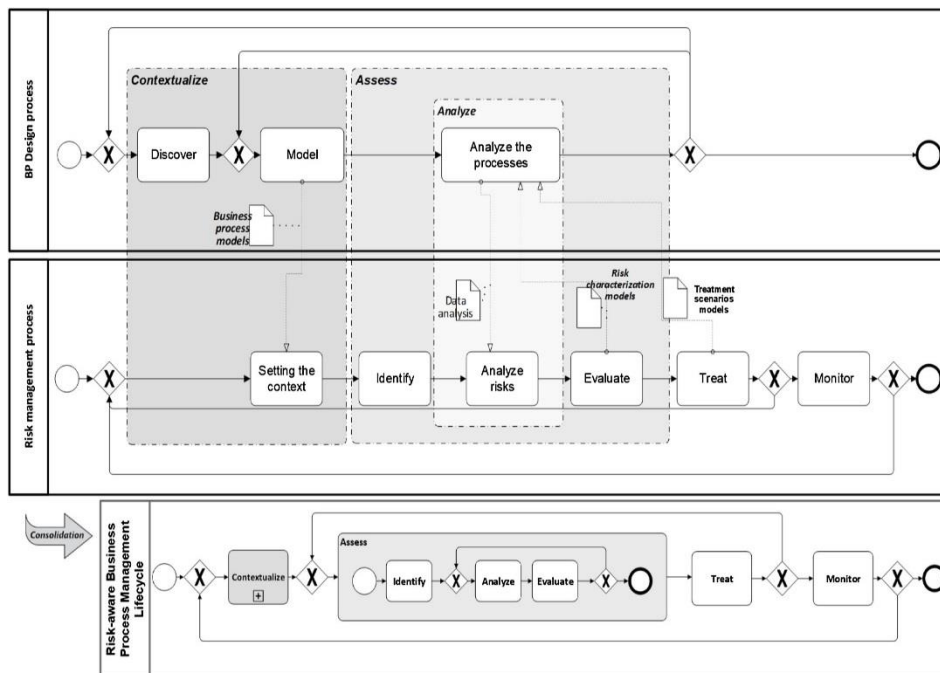 BP Design process
Contextualize
Assess
Analyze
X
Discover
X
Model
Analyze the
processes
X
Business
process
models
Risk management process
Data
analysis
Risk
characterization
models
Treatment
scenarios
models
X
Setting the
context
Identify
Analyze
risks
Evaluate
Treat
X
Monitor
X
Consolidation
Risk-aware Business
Process Management
Lifecycle
X
Contextualize
X
Assess
Identify
X
Analyze
Evaluate
X
Treat
X
Monitor
X